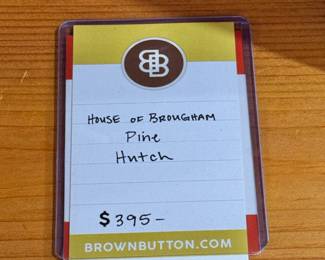 BB
HOUSE OF BROUGHAM
Pine
Hutch
$395-
BROWNBUTTON.COM